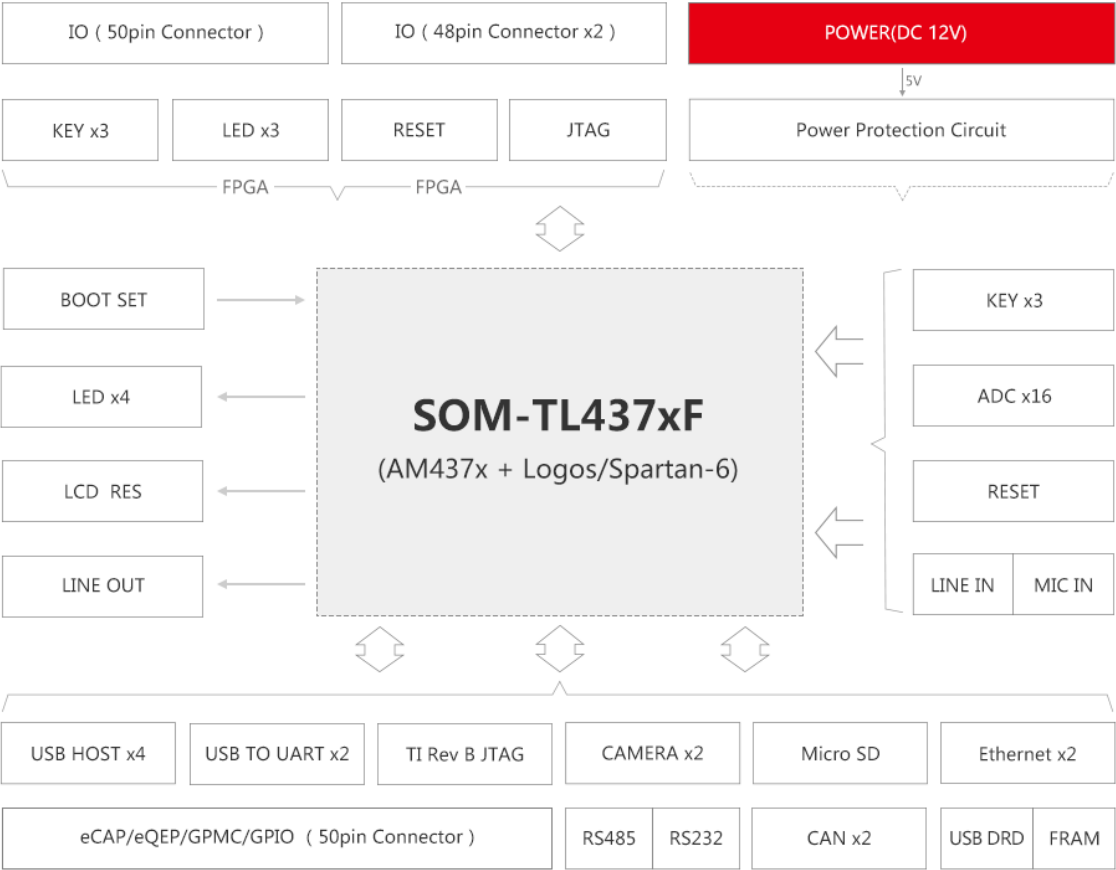 IO ( 50pin Connector )
IO ( 48pin Connector x2 )
POWER(DC 12V)
5V
KEY x3
LED x3
RESET
JTAG
Power Protection Circuit
FPGA
FPGA
BOOT SET
LED x4
LCD RES
LINE OUT
SOM-TL437xF
(AM437x + Logos/Spartan-6)
KEY x3
ADC x16
RESET
LINE IN
MIC IN
USB HOST x4
USB TO UART x2
TI Rev B JTAG
CAMERA x2
Micro SD
Ethernet x2
eCAP/eQEP/GPMC/GPIO ( 50pin Connector )
RS485
RS232
CAN x2
USB DRD
FRAM